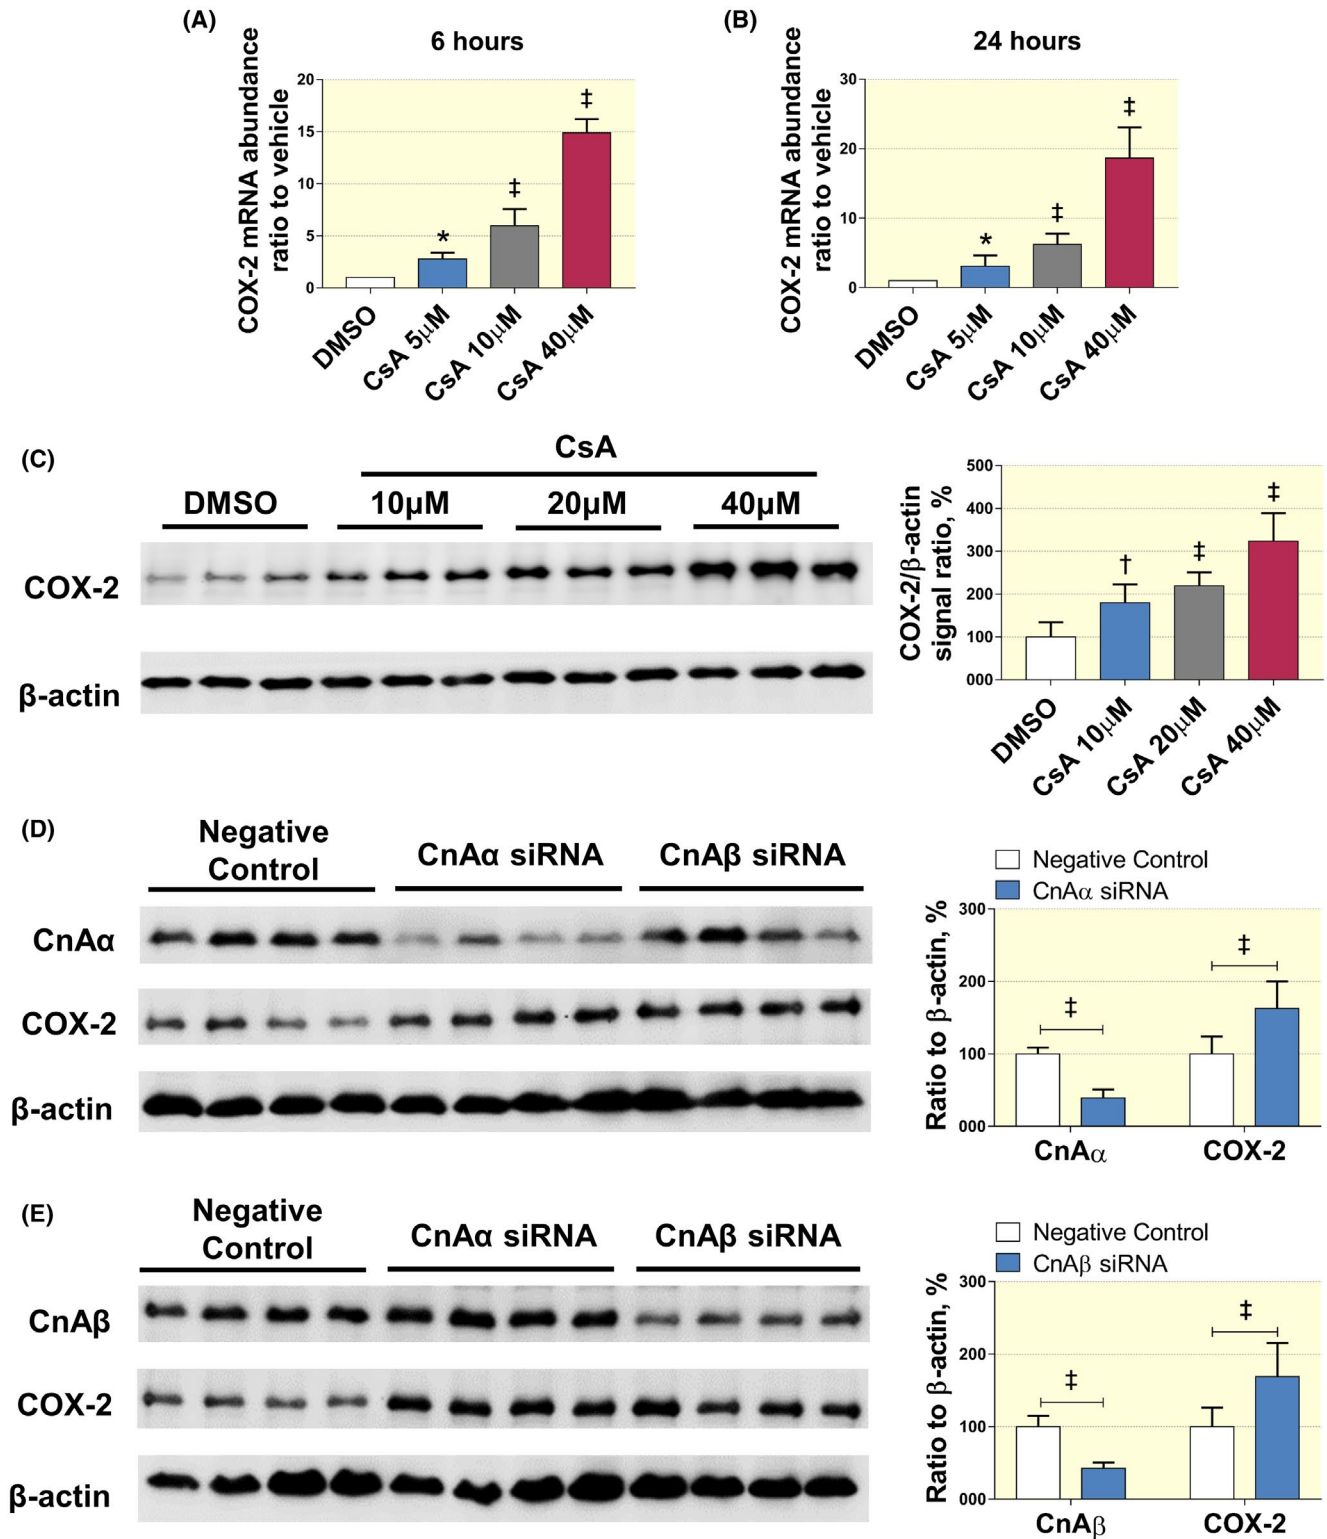 (A)
6 hours
COX-2 mRNA abundance
ratio to vehicle
20
15
10
5
0
*
‡
‡
DMSO
CsA 5μM
CsA 10μM
CsA 40μM
(B)
24 hours
COX-2 mRNA abundance
ratio to vehicle
30
20
10
0
*
‡
‡
DMSO
CsA 5μM
CsA 10μM
CsA 40μM
(C)
CsA
DMSO
10μM
20μM
40μM
COX-2
β-actin
COX-2/β-actin
signal ratio, %
500
400
300
200
100
000
†
‡
‡
DMSO
CsA 10μM
CsA 20μM
CsA 40μM
(D)
Negative
Control
CnAα siRNA
CnAβ siRNA
CnAα
COX-2
β-actin
Negative Control
CnAα siRNA
Ratio to β-actin, %
300
200
100
000
‡
‡
CnAα
COX-2
(E)
Negative
Control
CnAα siRNA
CnAβ siRNA
CnAβ
COX-2
β-actin
Negative Control
CnAβ siRNA
Ratio to β-actin, %
300
200
100
000
‡
‡
CnAβ
COX-2